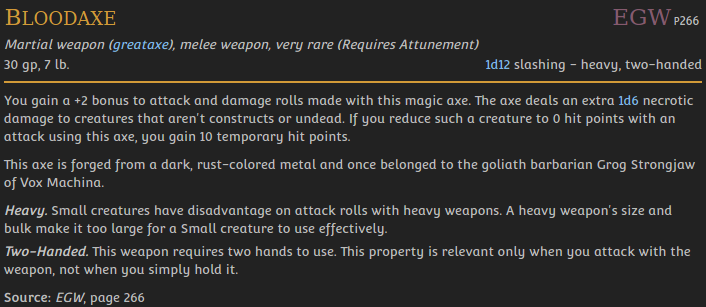 BLOODAXE EGW P266
Martial weapon (greataxe), melee weapon, very rare (Requires Attunement)
30 gp, 7 lb. 1d12 slashing - heavy, two-handed
You gain a +2 bonus to attack and damage rolls made with this magic axe. The axe deals an extra 1d6 necrotic
damage to creatures that aren't constructs or undead. If you reduce such a creature to 0 hit points with an
attack using this axe, you gain 10 temporary hit points.
This axe is forged from a dark, rust-colored metal and once belonged to the goliath barbarian Grog Strongjaw
of Vox Machina.
Heavy. Small creatures have disadvantage on attack rolls with heavy weapons. A heavy weapon's size and
bulk make it too large for a Small creature to use effectively.
Two-Handed. This weapon requires two hands to use. This property is relevant only when you attack with the
weapon, not when you simply hold it.
Source: EGW, page 266